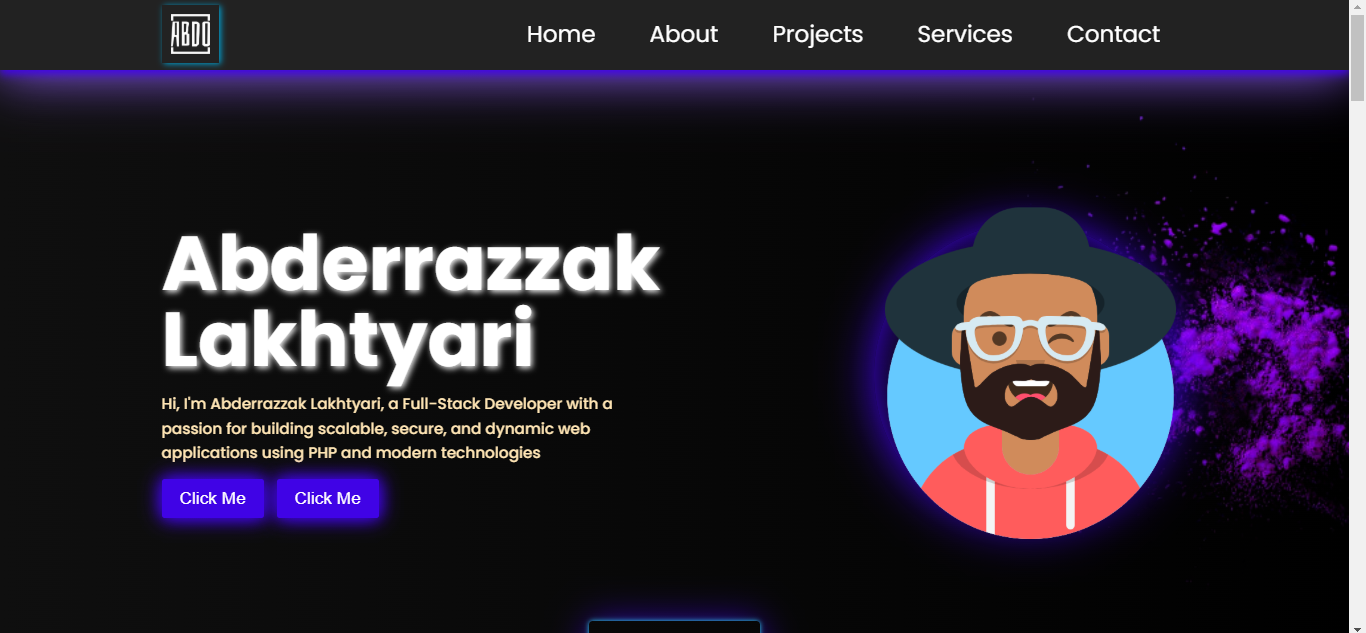 ABDO
Home About Projects Services Contact
Abderrazzak
Lakhtyari
Hi, I'm Abderrazzak Lakhtyari, a Full-Stack Developer with a
passion for building scalable, secure, and dynamic web
applications using PHP and modern technologies
Click Me Click Me